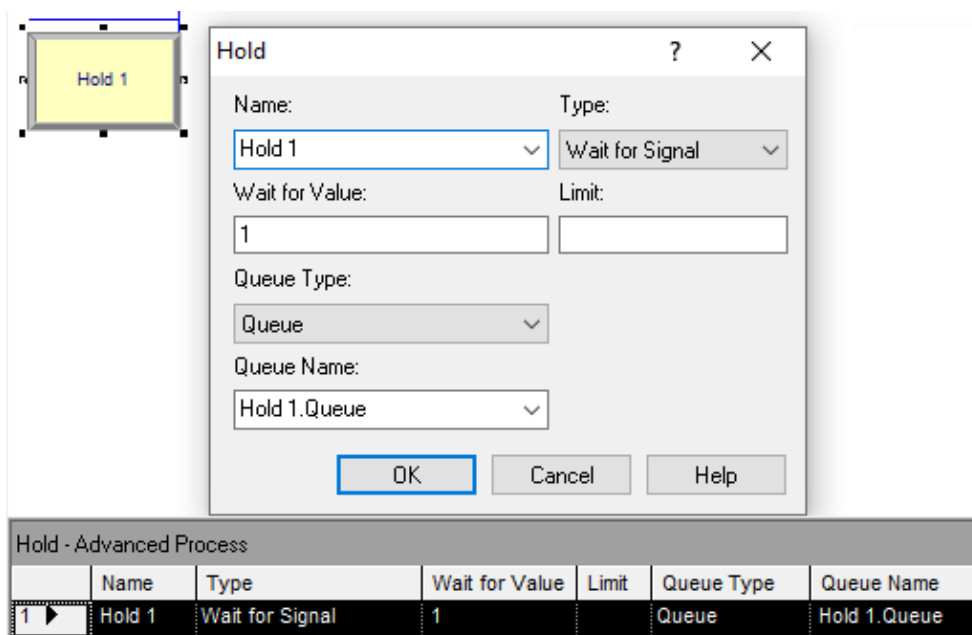 Hold 1
Hold ?
Name: Type:
Hold 1 Wait for Signal
Wait for Value: Limit:
1
Queue Type:
Queue
Queue Name:
Hold 1.Queue
OK Cancel Help
Hold - Advanced Process
Name Type Wait for Value Limit Queue Type Queue Name
1 Hold 1 Wait for Signal 1 Queue Hold 1.Queue